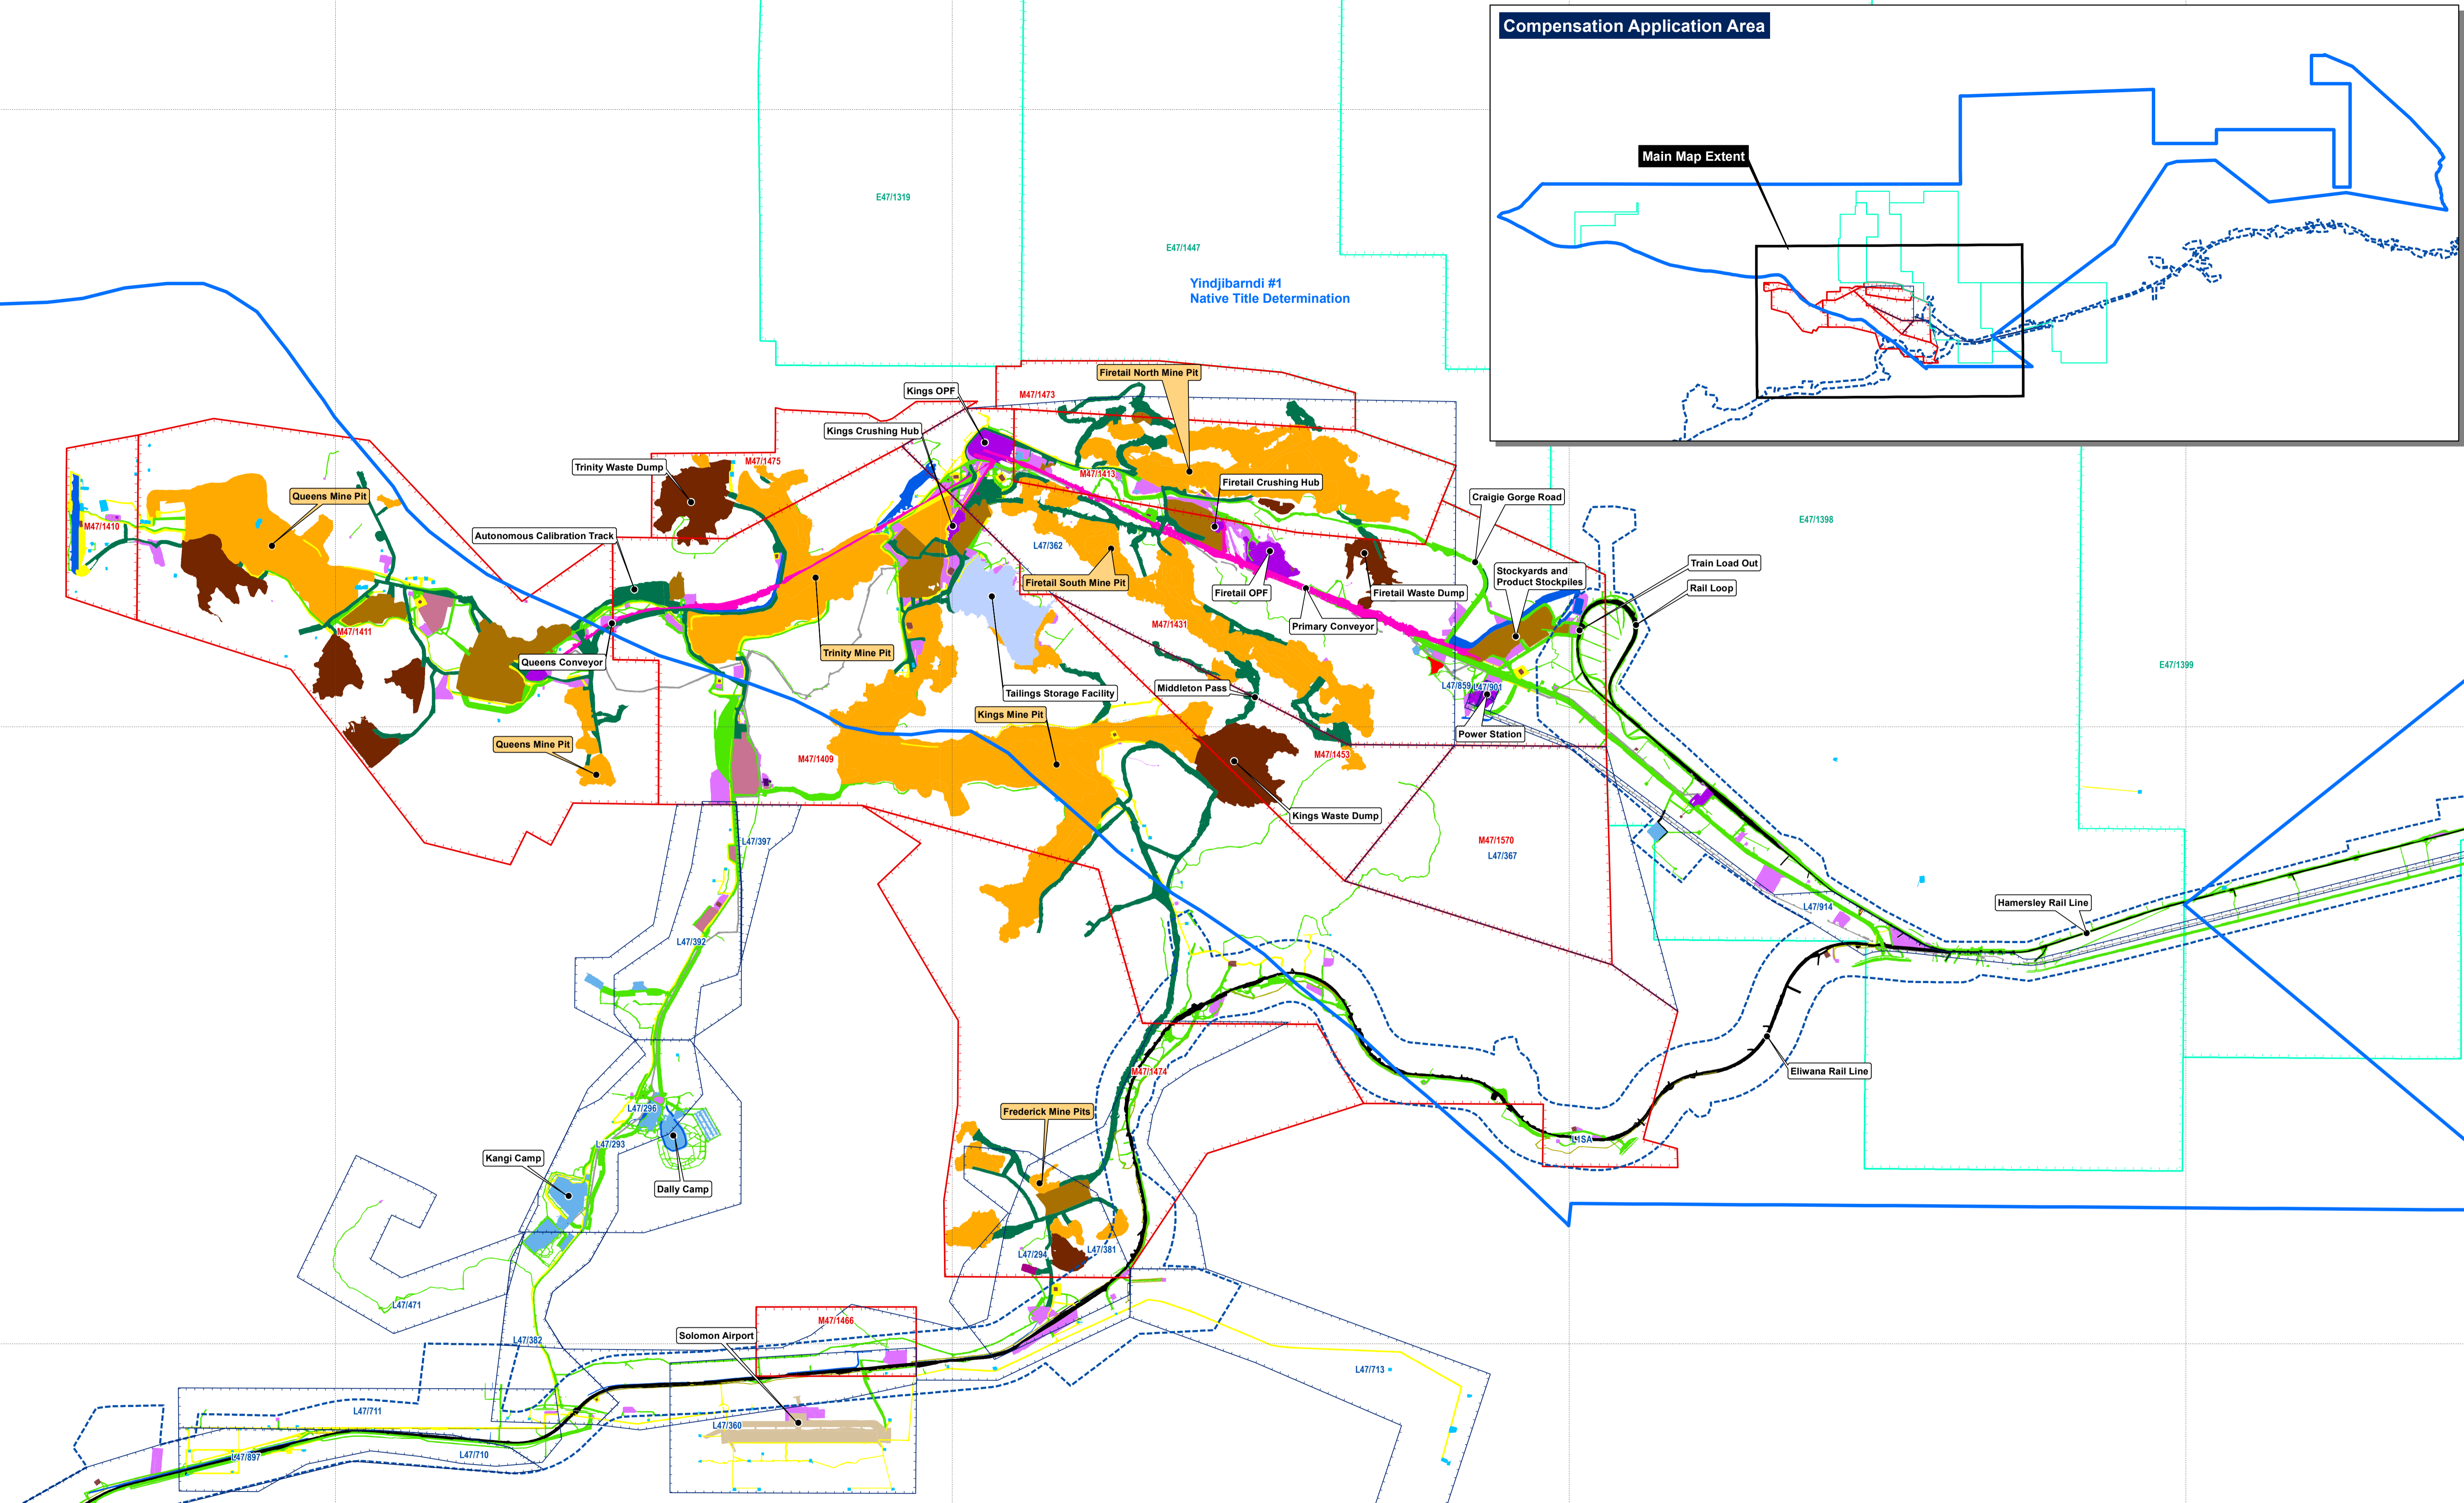 Compensation Application Area
Main Map Extent
E47/1319
E47/1447
Yindjibarndi #1
Native Title Determination
Firetail North Mine Pit
Kings OPF
M47/1473
Kings Crushing Hub
Trinity Waste Dump
M47/1475
M47/1413
Firetail Crushing Hub
Queens Mine Pit
Craigie Gorge Road
M47/1410
E47/1398
Autonomous Calibration Track
L47/362
Train Load Out
Stockyards and
Product Stockpiles
Firetail South Mine Pit
Firetail OPF
Firetail Waste Dump
Rail Loop
M47/1411
M47/1431
Primary Conveyor
Trinity Mine Pit
Queens Conveyor
E47/1399
Tailings Storage Facility
Middleton Pass
L47/859
L47/901
Kings Mine Pit
Power Station
Queens Mine Pit
M47/1409
M47/1453
Kings Waste Dump
L47/397
M47/1570
L47/367
Hamersley Rail Line
L47/914
L47/392
M47/1474
Eliwana Rail Line
L47/296
Frederick Mine Pits
L47/293
L1SA
Kangi Camp
Dally Camp
L47/294
L47/381
L47/471
M47/1466
Solomon Airport
L47/382
L47/713
L47/711
L47/360
L47/897
L47/710